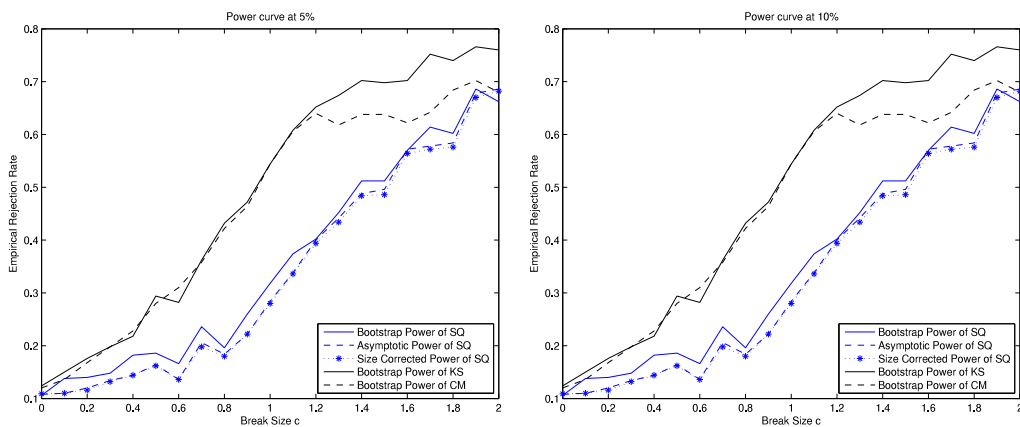 Power curve at 5%
0.8
0.7
0.6
0.5
0.4
0.3
0.2
0.1
Empirical Rejection Rate
0 0.2 0.4 0.6 0.8 1 1.2 1.4 1.6 1.8 2
Break Size c
Bootstrap Power of SQ
Asymptotic Power of SQ
Size Corrected Power of SQ
Bootstrap Power of KS
Bootstrap Power of CM
Power curve at 10%
0.8
0.7
0.6
0.5
0.4
0.3
0.2
0.1
Empirical Rejection Rate
0 0.2 0.4 0.6 0.8 1 1.2 1.4 1.6 1.8 2
Break Size c
Bootstrap Power of SQ
Asymptotic Power of SQ
Size Corrected Power of SQ
Bootstrap Power of KS
Bootstrap Power of CM